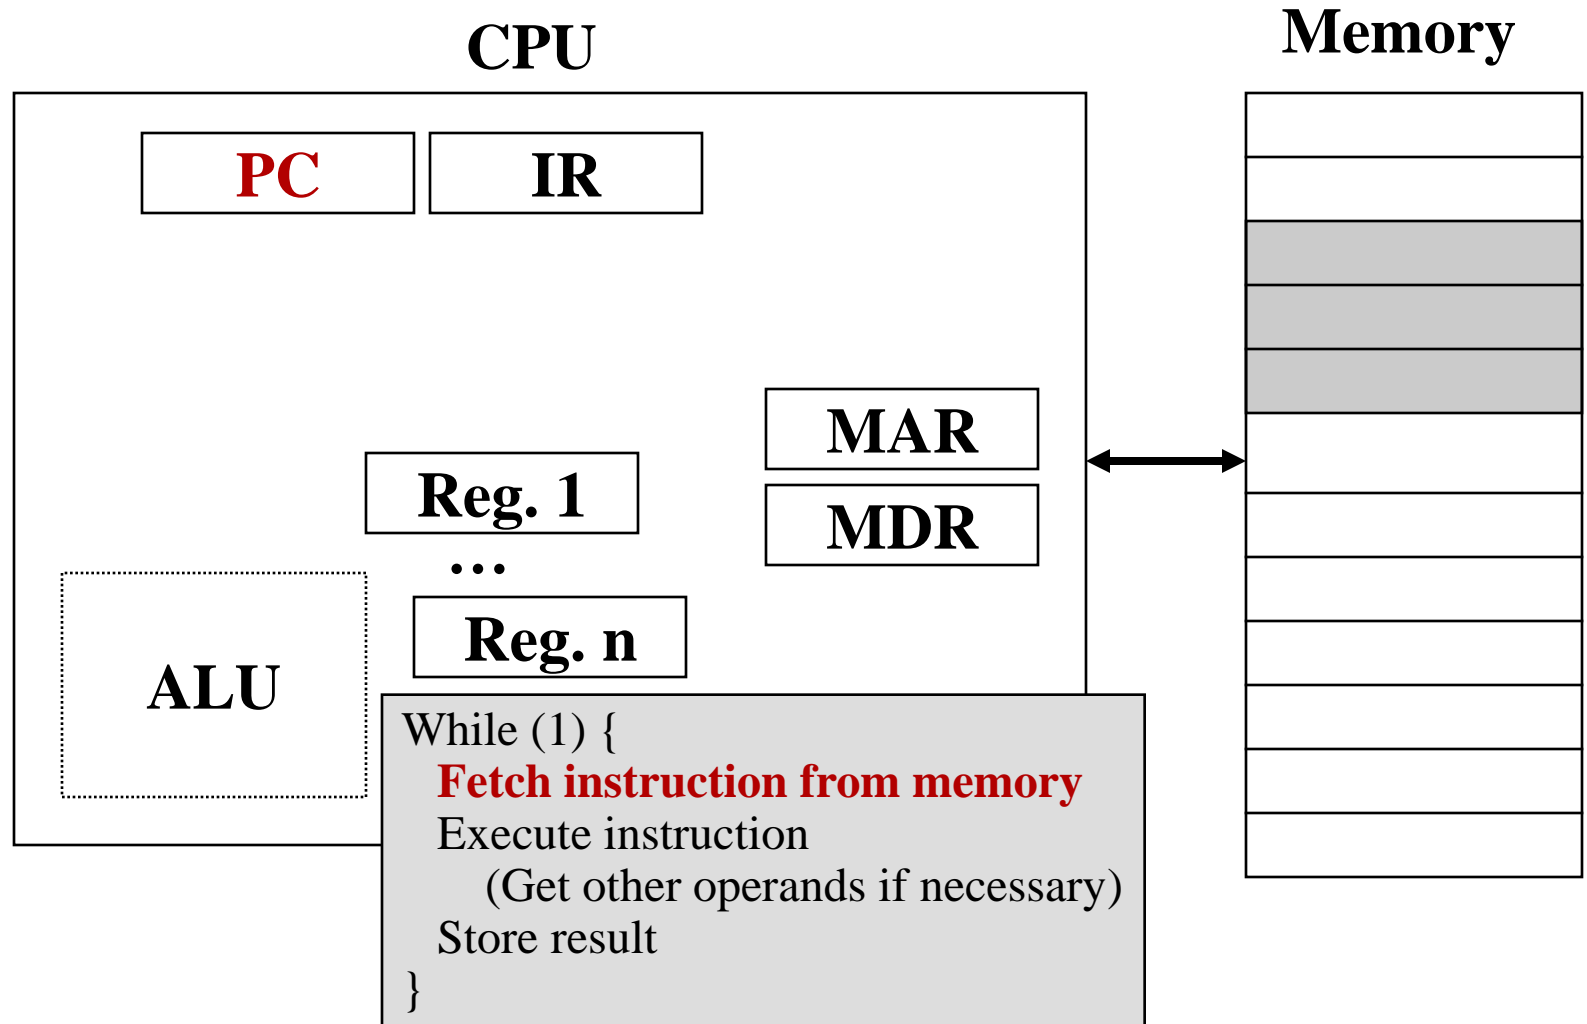 CPU
Memory
PC
IR
MAR
Reg. 1
MDR
...
Reg. n
ALU
While (1) {
Fetch instruction from memory
Execute instruction
(Get other operands if necessary)
Store result
}